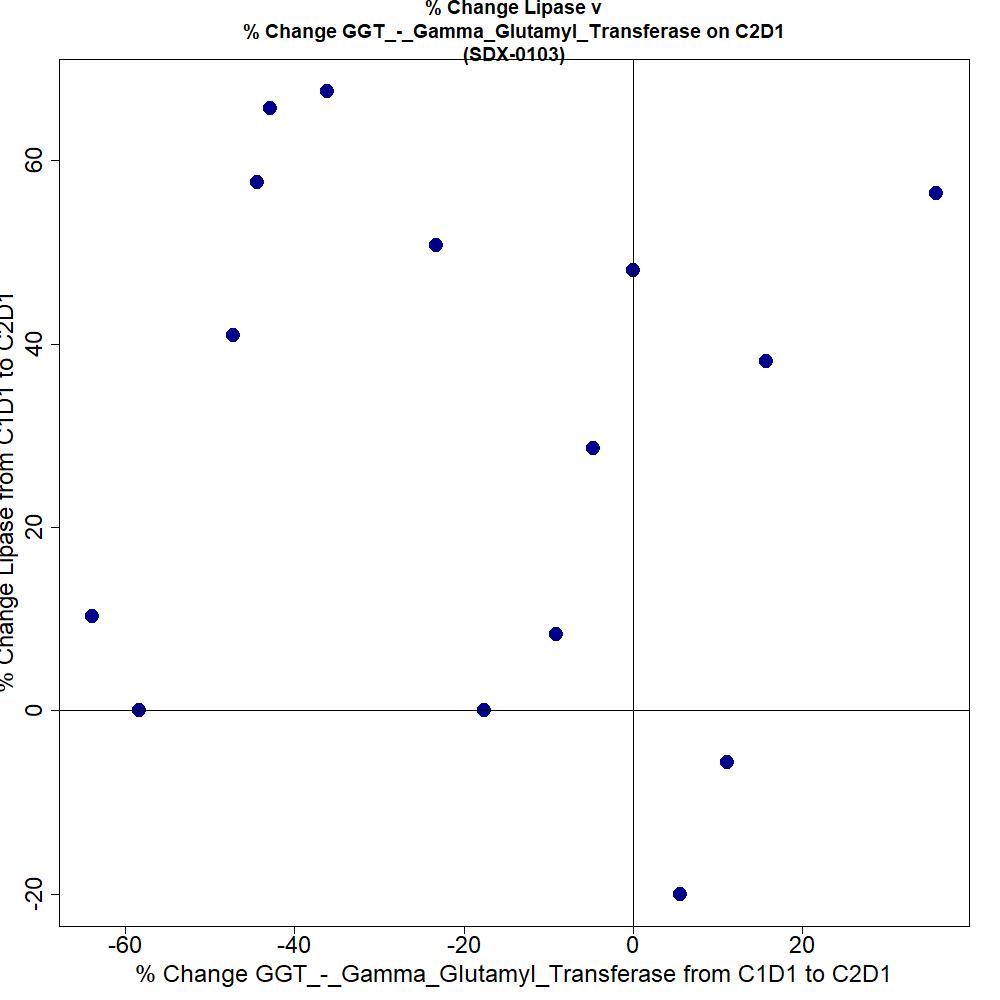 % Change Lipase v
% Change GGT_-_Gamma_Glutamyl_Transferase on C2D1
(SDX-0103)
% Change Lipase from C1D1 to C2D1
60
40
20
0
-20
-60
-40
-20
0
20
% Change GGT_-_Gamma_Glutamyl_Transferase from C1D1 to C2D1